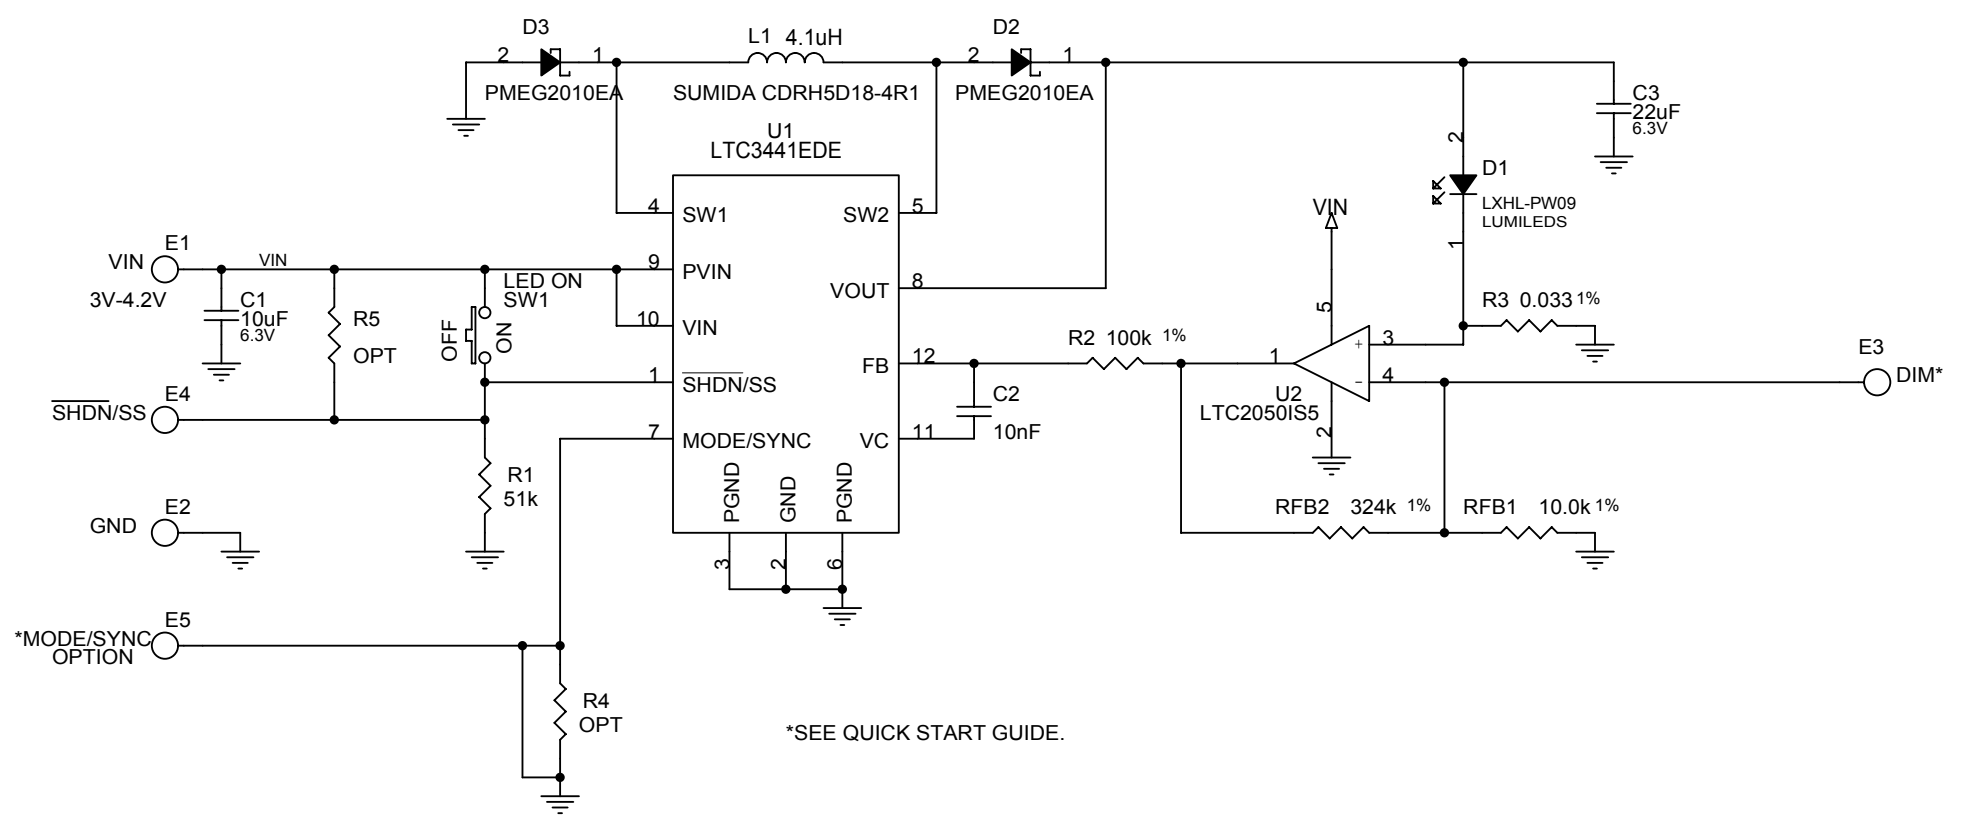 D3
2
1
PMEG2010EA
L1 4.1uH
SUMIDA CDRH5D18-4R1
D2
2
1
PMEG2010EA
C3
22uF
6.3V
U1
LTC3441EDE
2
D1
LXHL-PW09
LUMILEDS
1
4
SW1
SW2
5
9
PVIN
VOUT
8
10
VIN
FB
12
1
SHDN/SS
7
MODE/SYNC
VC
11
PGND
GND
PGND
3
2
6
E1
VIN
VIN
3V-4.2V
C1
10uF
6.3V
R5
OPT
LED ON
SW1
OFF
ON
E4
SHDN/SS
R1
51k
E2
GND
E5
*MODE/SYNC
OPTION
R4
OPT
C2
10nF
R2 100k 1%
VIN
5
1
+
3
-
4
U2
LTC2050IS5
2
R3 0.033 1%
E3
DIM*
RFB2 324k 1%
RFB1 10.0k 1%
*SEE QUICK START GUIDE.